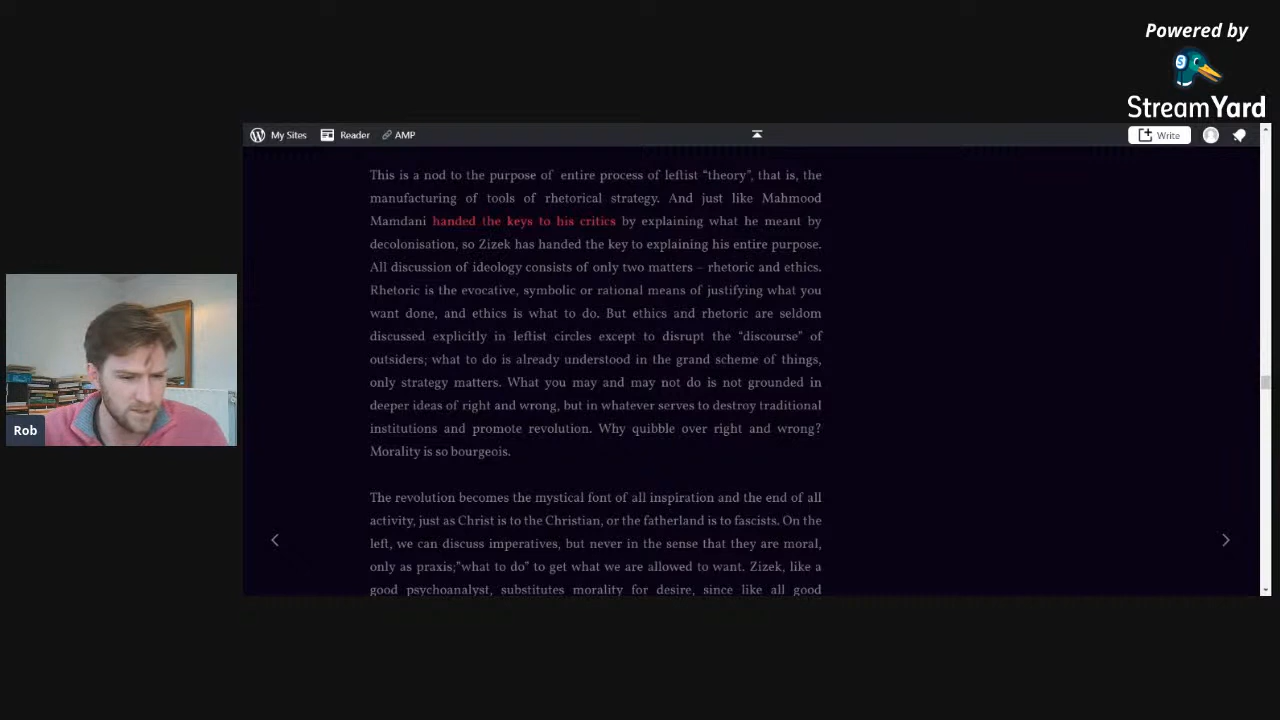 Powered by
StreamYard
My Sites Reader AMP Write
This is a nod to the purpose of entire process of leftist “theory”, that is, the
manufacturing of tools of rhetorical strategy. And just like Mahmood
Mamdani handed the keys to his critics by explaining what he meant by
decolonisation, so Zizek has handed the key to explaining his entire purpose.
All discussion of ideology consists of only two matters – rhetoric and ethics.
Rhetoric is the evocative, symbolic or rational means of justifying what you
want done, and ethics is what to do. But ethics and rhetoric are seldom
discussed explicitly in leftist circles except to disrupt the “discourse” of
outsiders; what to do is already understood in the grand scheme of things,
only strategy matters. What you may and may not do is not grounded in
deeper ideas of right and wrong, but in whatever serves to destroy traditional
institutions and promote revolution. Why quibble over right and wrong?
Morality is so bourgeois.
The revolution becomes the mystical font of all inspiration and the end of all
activity, just as Christ is to the Christian, or the fatherland is to fascists. On the
left, we can discuss imperatives, but never in the sense that they are moral,
only as praxis;”what to do” to get what we are allowed to want. Zizek, like a
good psychoanalyst, substitutes morality for desire, since like all good
Rob